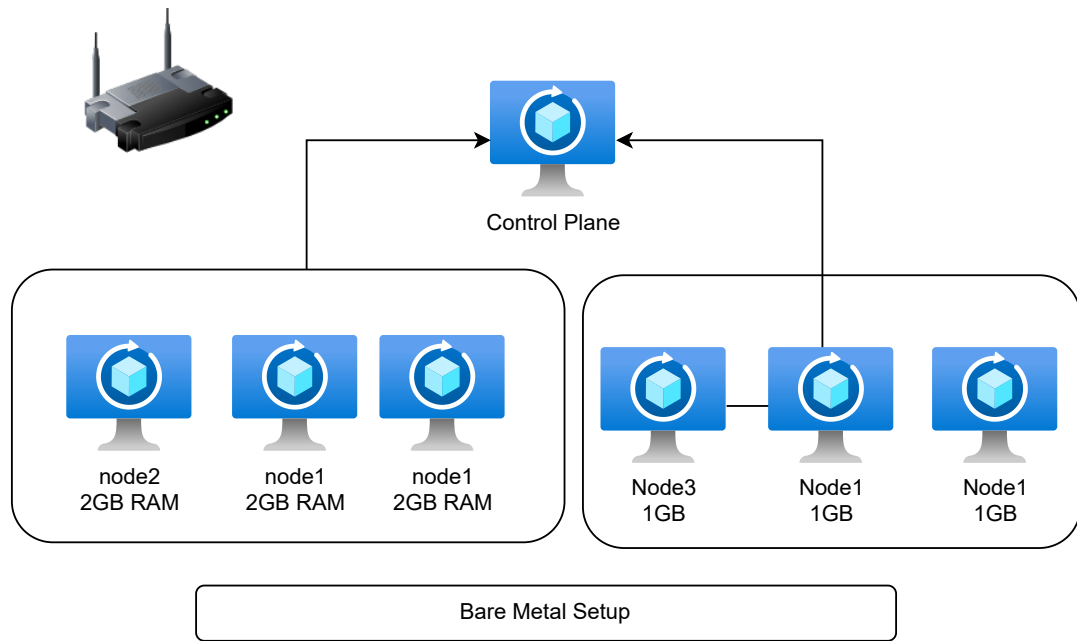 Control Plane
node2
2GB RAM
node1
2GB RAM
node1
2GB RAM
Node3
1GB
Node1
1GB
Node1
1GB
Bare Metal Setup